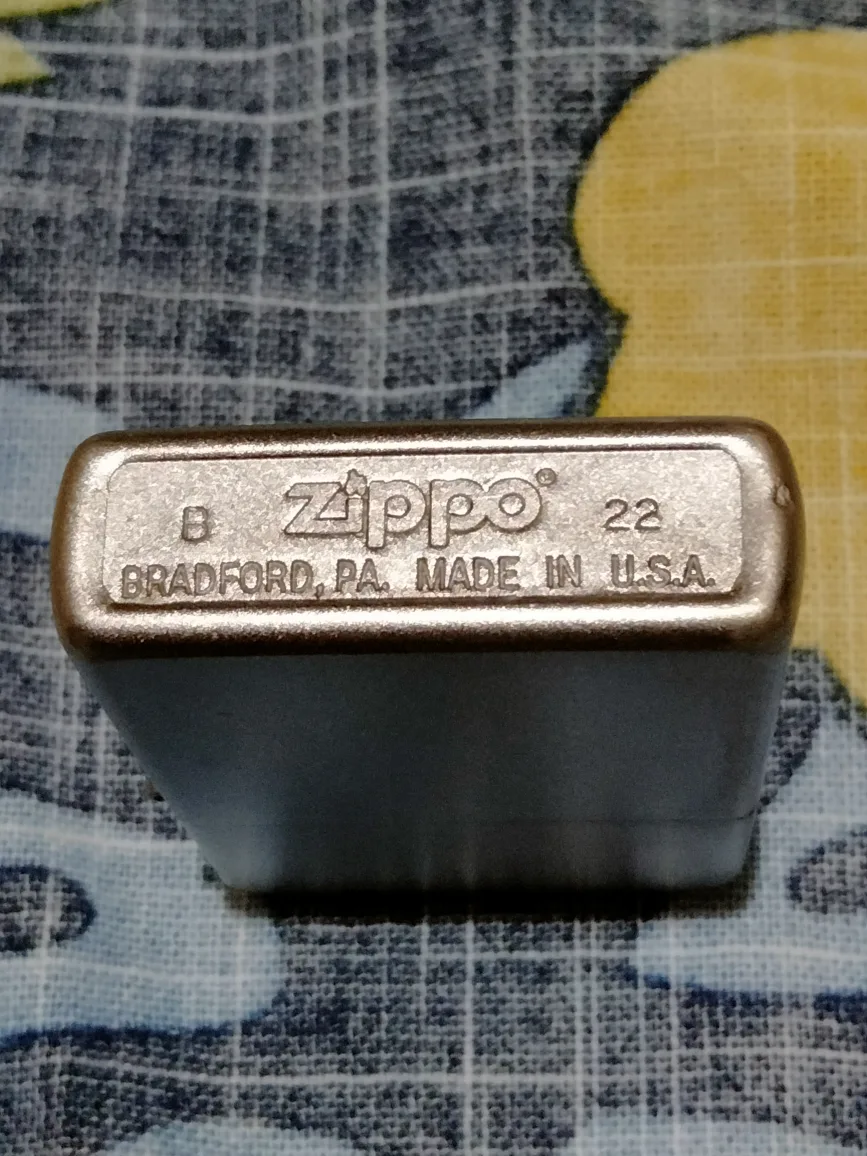 B zippo® 22
BRADFORD, PA. MADE IN U.S.A.